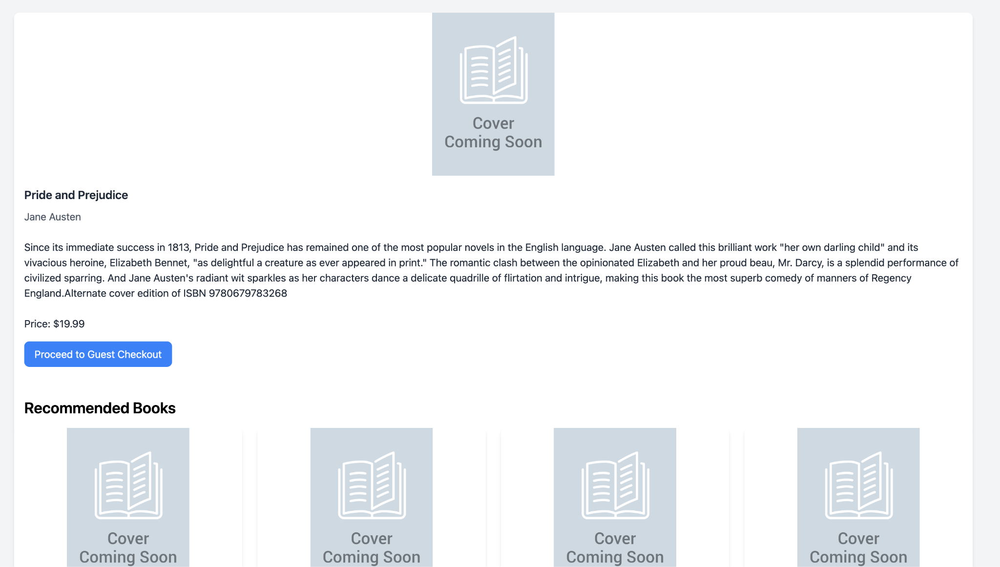 Cover
Coming Soon
Pride and Prejudice
Jane Austen
Since its immediate success in 1813, Pride and Prejudice has remained one of the most popular novels in the English language. Jane Austen called this brilliant work "her own darling child" and its
vivacious heroine, Elizabeth Bennet, "as delightful a creature as ever appeared in print." The romantic clash between the opinionated Elizabeth and her proud beau, Mr. Darcy, is a splendid performance of
civilized sparring. And Jane Austen's radiant wit sparkles as her characters dance a delicate quadrille of flirtation and intrigue, making this book the most superb comedy of manners of Regency
England.Alternate cover edition of ISBN 9780679783268
Price: $19.99
Proceed to Guest Checkout
Recommended Books
Cover
Coming Soon
Cover
Coming Soon
Cover
Coming Soon
Cover
Coming Soon